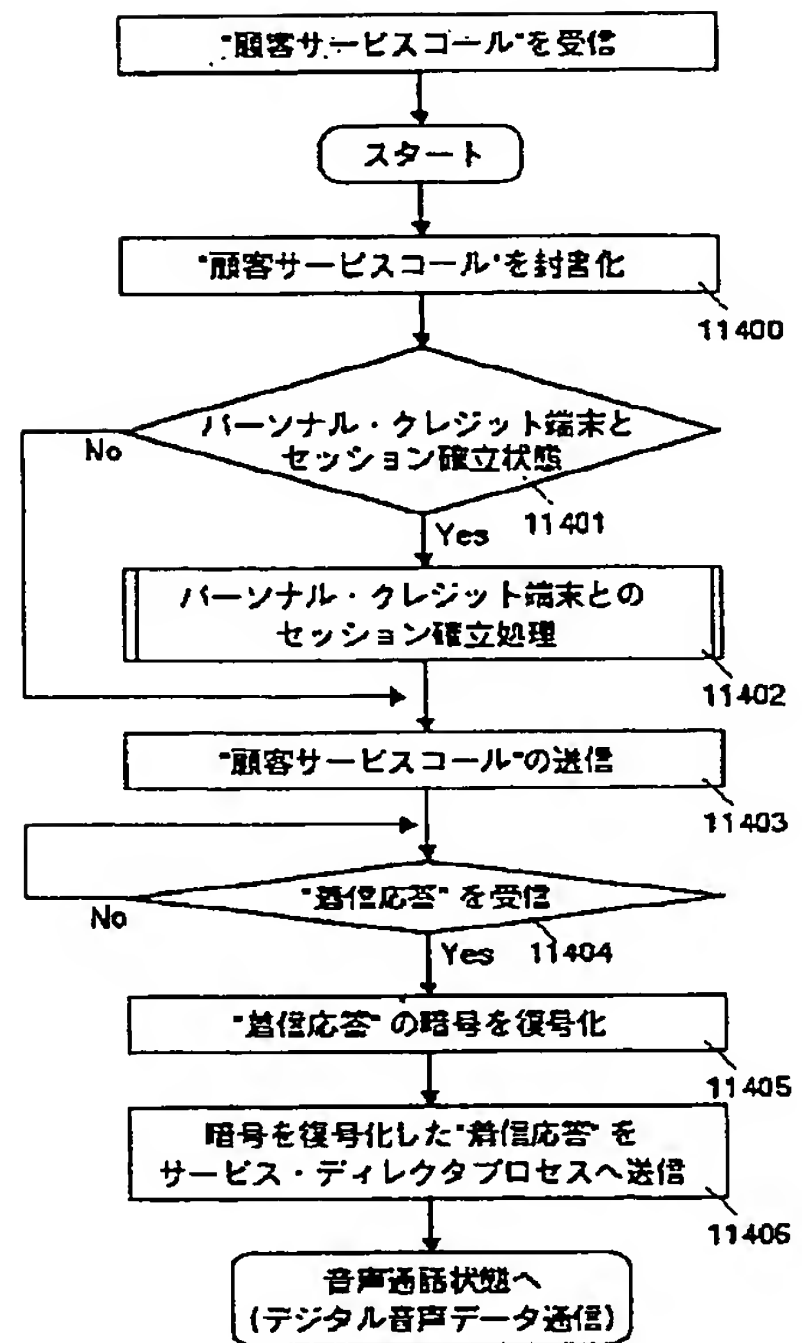 "顧客サービスコール"を受信
スタート
"顧客サービスコール"を封書化
11400
パーソナル・クレジット端末と
セッション確立状態
No
11401
Yes
パーソナル・クレジット端末との
セッション確立処理
11402
"顧客サービスコール"の送信
11403
"着信応答" を受信
No
Yes
11404
"着信応答" の暗号を復号化
11405
暗号を復号化した"着信応答" を
サービス・ディレクタプロセスへ送信
11406
音声通話状態へ
(デジタル音声データ通信)